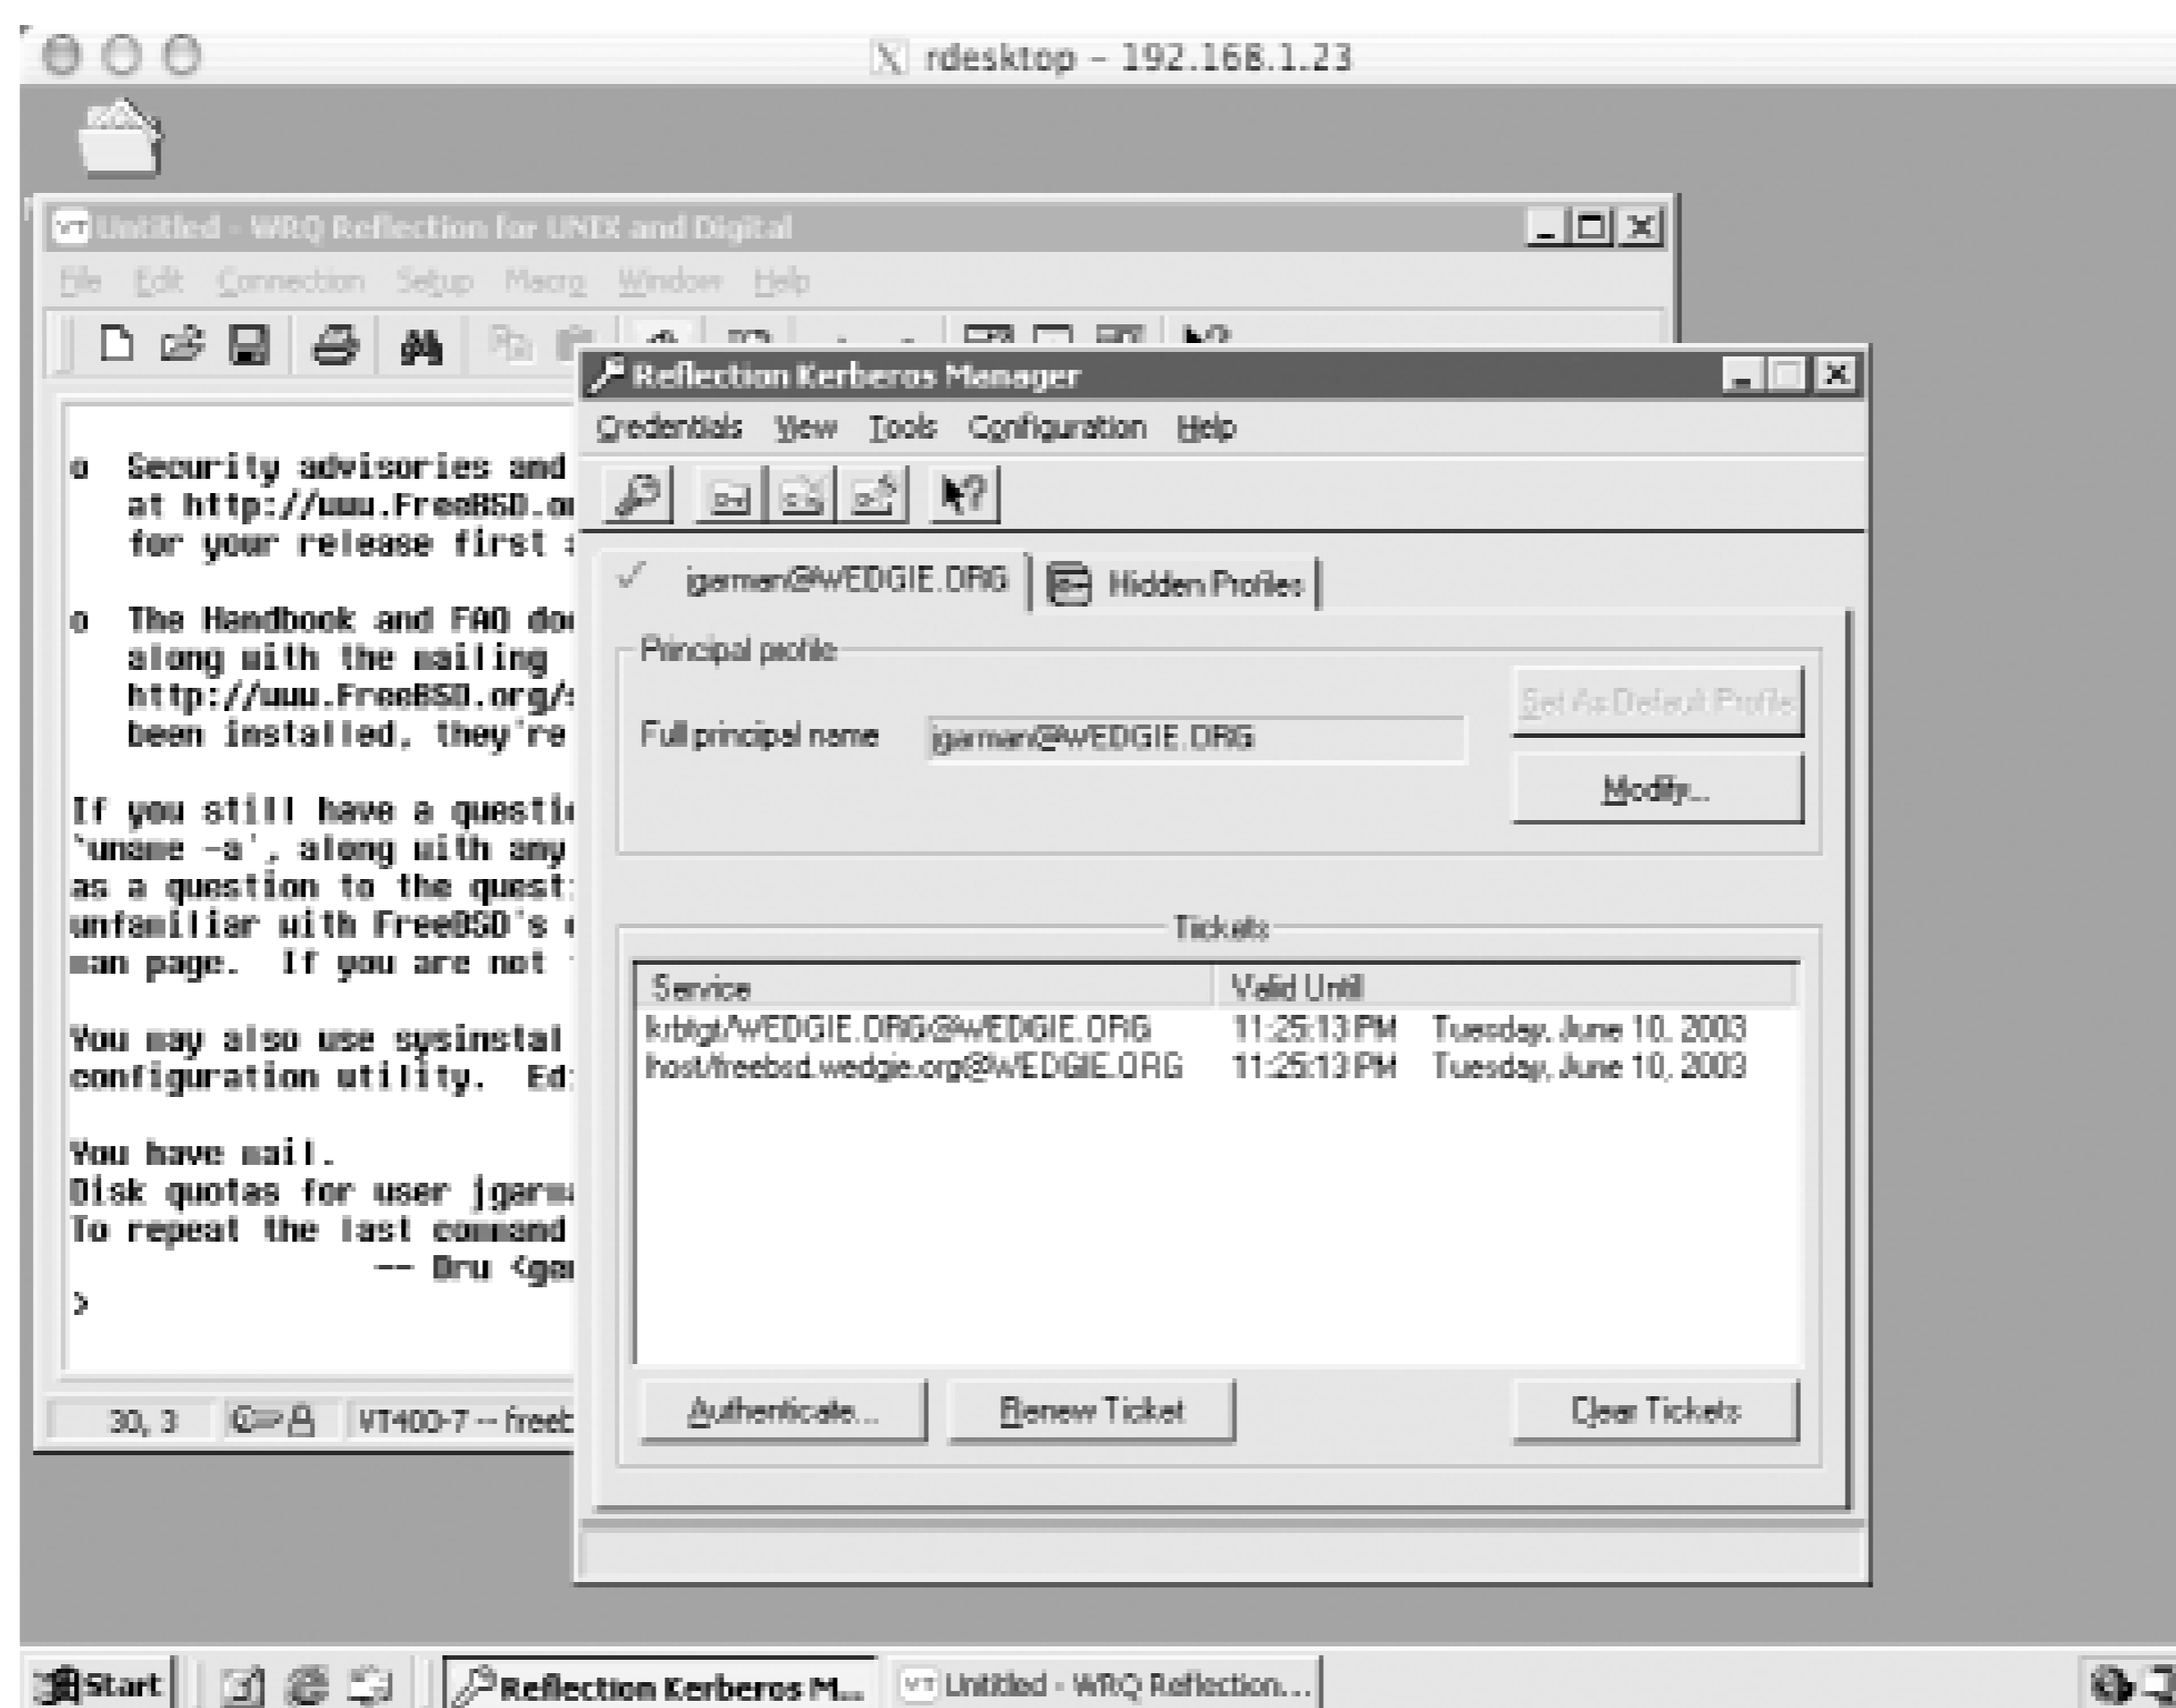 rdesktop - 192.168.1.23
Untitled - WRQ Reflection for UNIX and Digital
File Edit Connection Setup Macro Window Help
o Security advisories and
at http://www.FreeBSD.or
for your release first
o The Handbook and FAQ doc
along with the mailing
http://www.FreeBSD.org/s
been installed, they're
If you still have a questio
`uname -a', along with any
as a question to the quest
unfamiliar with FreeBSD's
man page. If you are not
You may also use sysinstal
configuration utility. Ed
You have mail.
Disk quotas for user jgarma
To repeat the last command
-- Dru <gen
>
30, 3 VT400-7 -- freeb
Reflection Kerberos Manager
Credentials View Tools Configuration Help
jgarman@WEDGIE.ORG Hidden Profiles
Principal profile
Set As Default Profile
Full principal name jgarman@WEDGIE.ORG
Modify...
Tickets
Service Valid Until
krbtgt/WEDGIE.ORG@WEDGIE.ORG 11:25:13 PM Tuesday, June 10, 2003
host/freebsd.wedgie.org@WEDGIE.ORG 11:25:13 PM Tuesday, June 10, 2003
Authenticate... Renew Ticket Clear Tickets
Start Reflection Kerberos M... Untitled - WRQ Reflection...